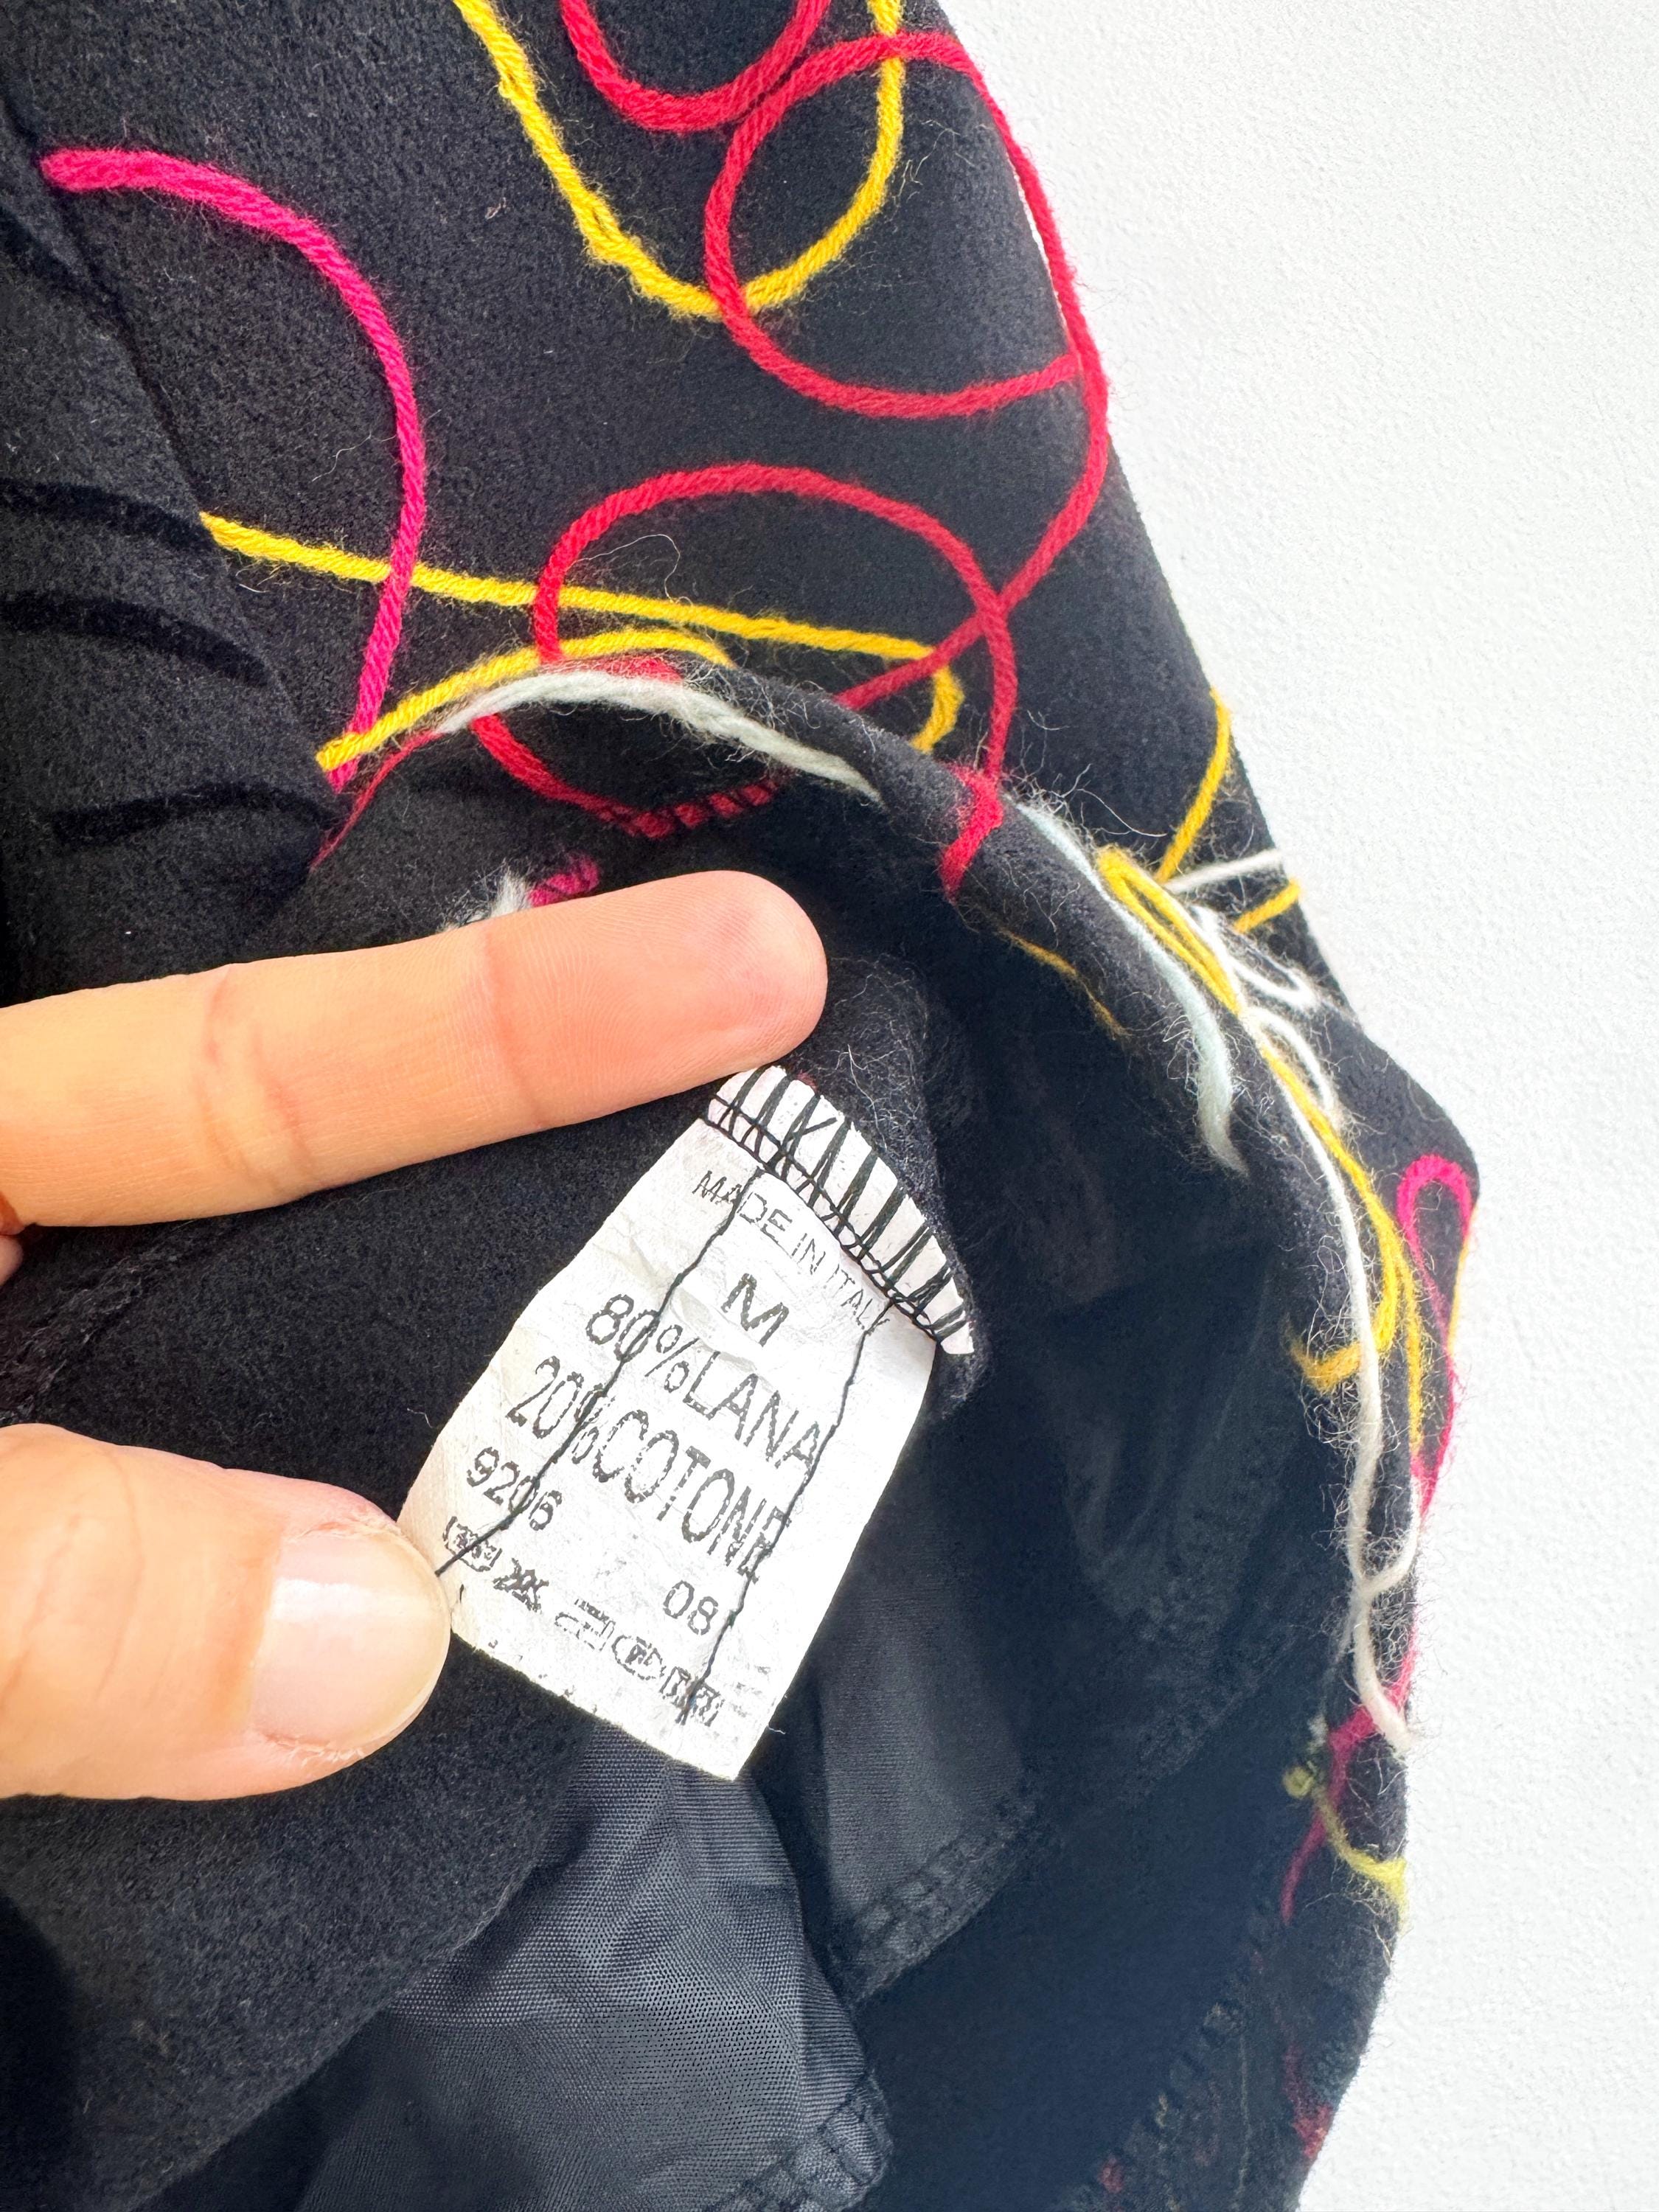 MADE IN ITALY
M
80%LANA
20%COTONE
9206
08